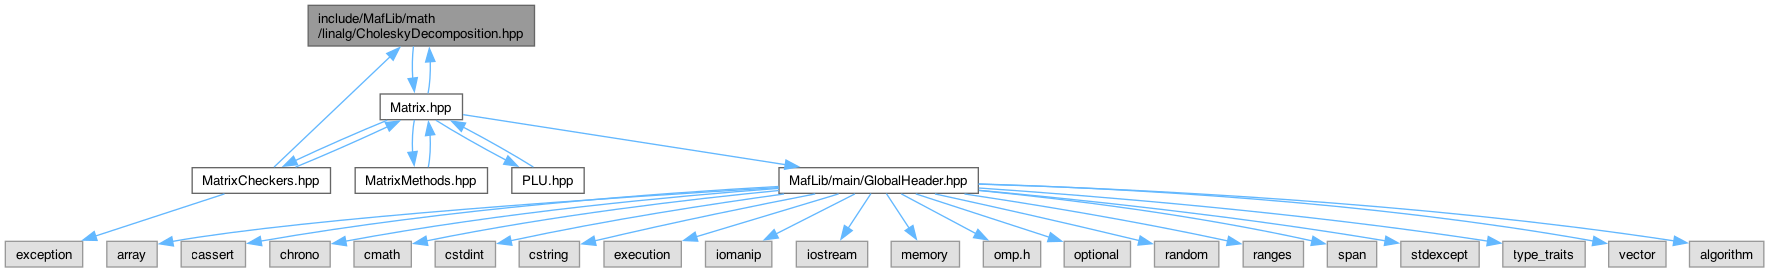 include/MafLib/math
/linalg/CholeskyDecomposition.hpp
Matrix.hpp
MatrixCheckers.hpp
MatrixMethods.hpp
PLU.hpp
MafLib/main/GlobalHeader.hpp
exception
array
cassert
chrono
cmath
cstdint
cstring
execution
iomanip
iostream
memory
omp.h
optional
random
ranges
span
stdexcept
type_traits
vector
algorithm